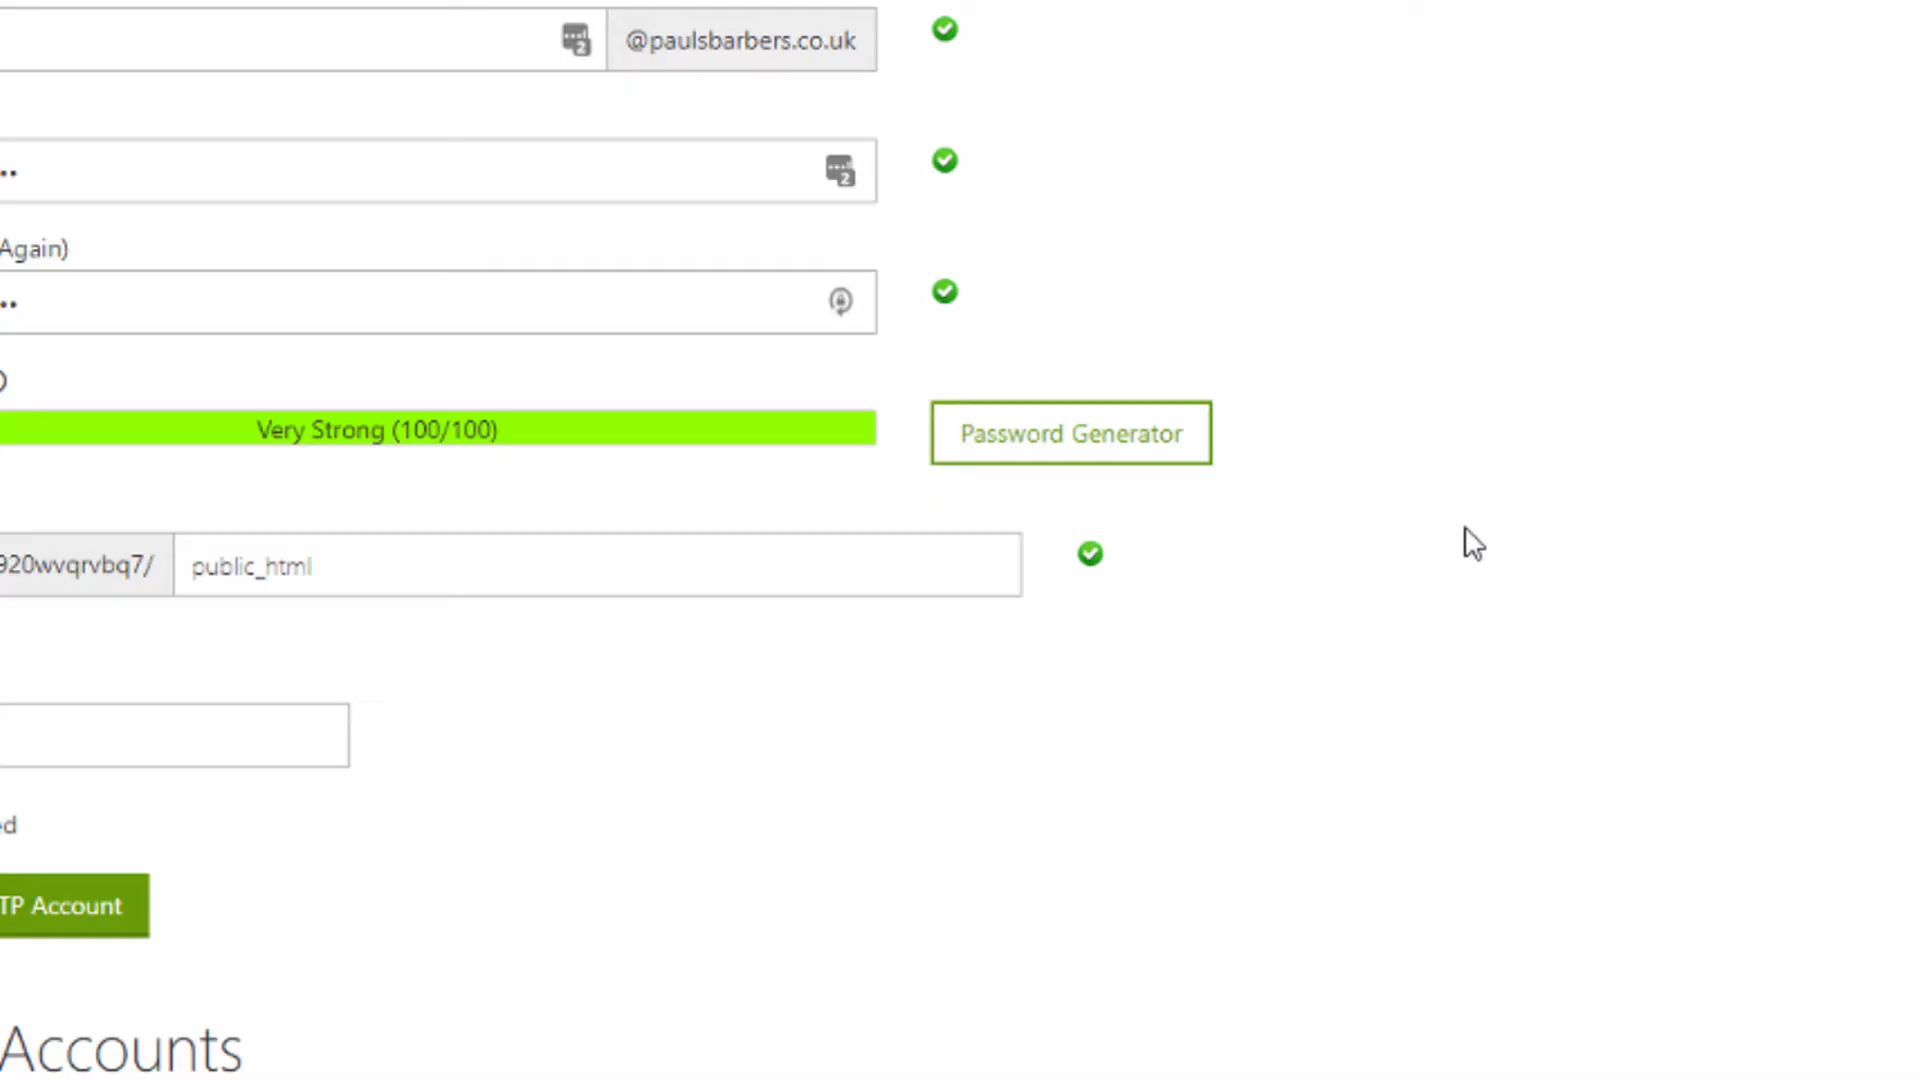 @paulsbarbers.co.uk
Again)
Very Strong (100/100)
Password Generator
920wvqrvbq7/ public_html
ed
TP Account
Accounts